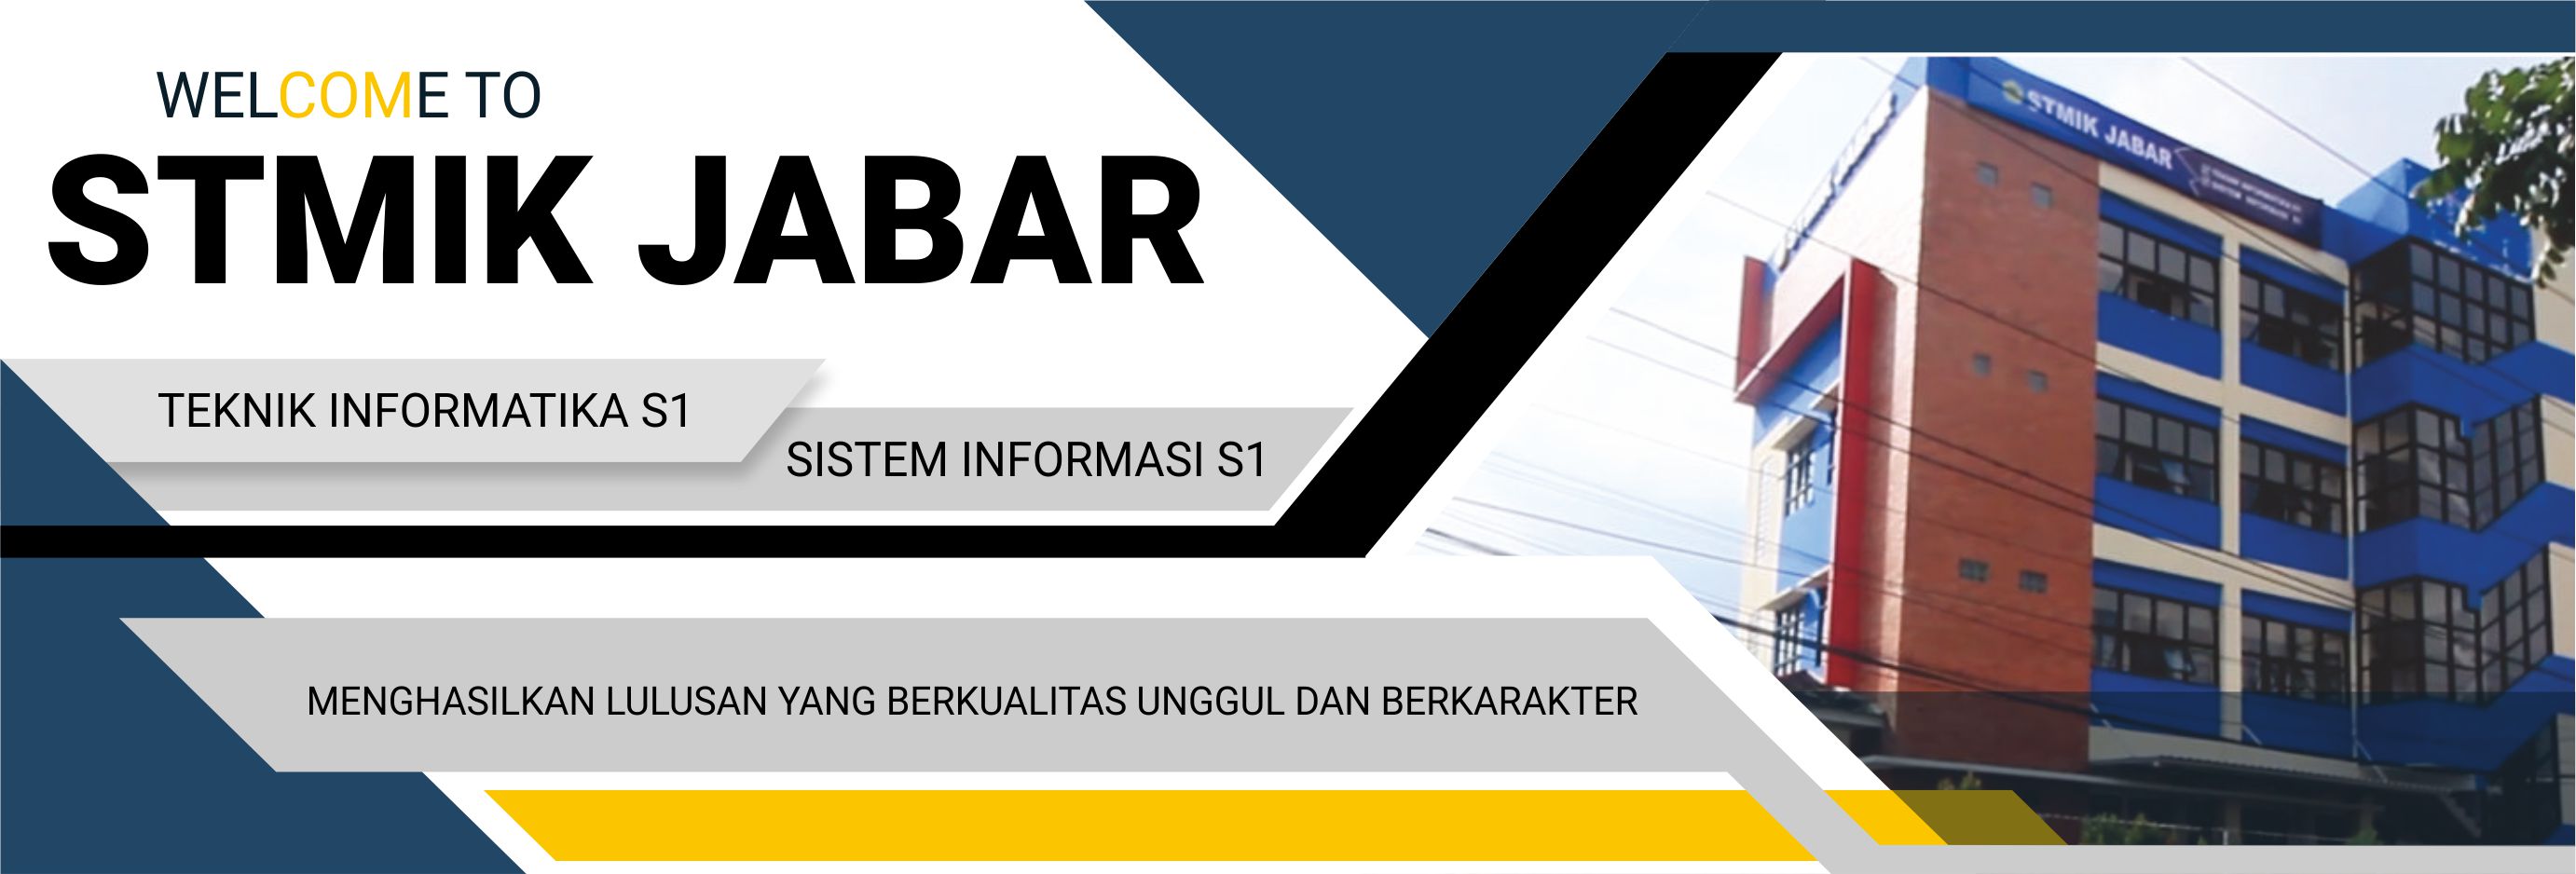 WELCOME TO
STMIK JABAR
TEKNIK INFORMATIKA S1
SISTEM INFORMASI S1
MENGHASILKAN LULUSAN YANG BERKUALITAS UNGGUL DAN BERKARAKTER
STMIK JABAR